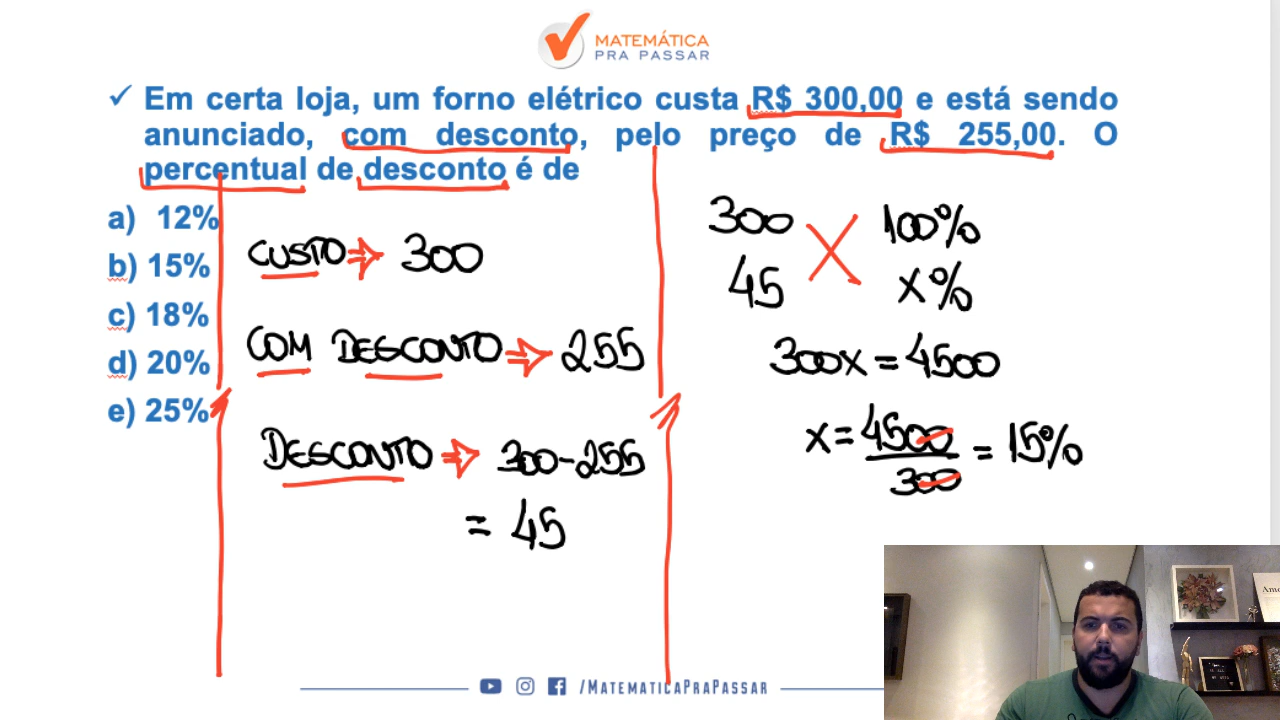 MATEMÁTICA
PRA PASSAR
✓ Em certa loja, um forno elétrico custa R$ 300,00 e está sendo
anunciado, com desconto, pelo preço de R$ 255,00. O
percentual de desconto é de
a) 12%
b) 15%
c) 18%
d) 20%
e) 25%
CUSTO ⇒ 300
COM DESCONTO ⇒ 255
DESCONTO ⇒ 300-255
= 45
300 100%
45 x%
300x = 4500
x = 4500/300 = 15%
/MATEMATICAPRAPASSAR